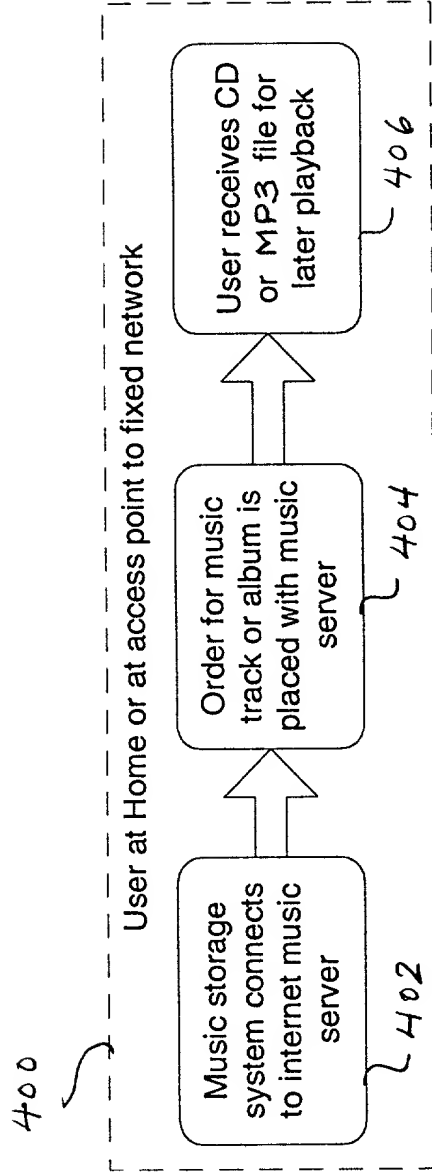 400
User at Home or at access point to fixed network
Music storage
system connects
to internet music
server
402
Order for music
track or album is
placed with music
server
404
User receives CD
or MP3 file for
later playback
406